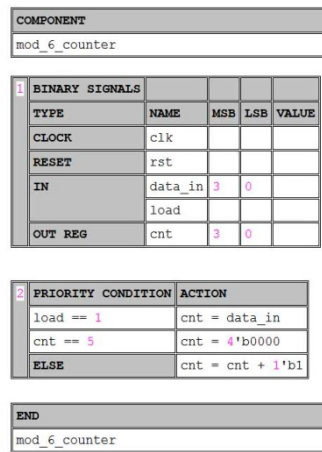 COMPONENT
mod_6_counter
1 BINARY SIGNALS
TYPE NAME MSB LSB VALUE
CLOCK clk
RESET rst
IN data_in 3 0
load
OUT REG cnt 3 0
2 PRIORITY CONDITION ACTION
load == 1 cnt = data_in
cnt == 5 cnt = 4'b0000
ELSE cnt = cnt + 1'b1
END
mod_6_counter